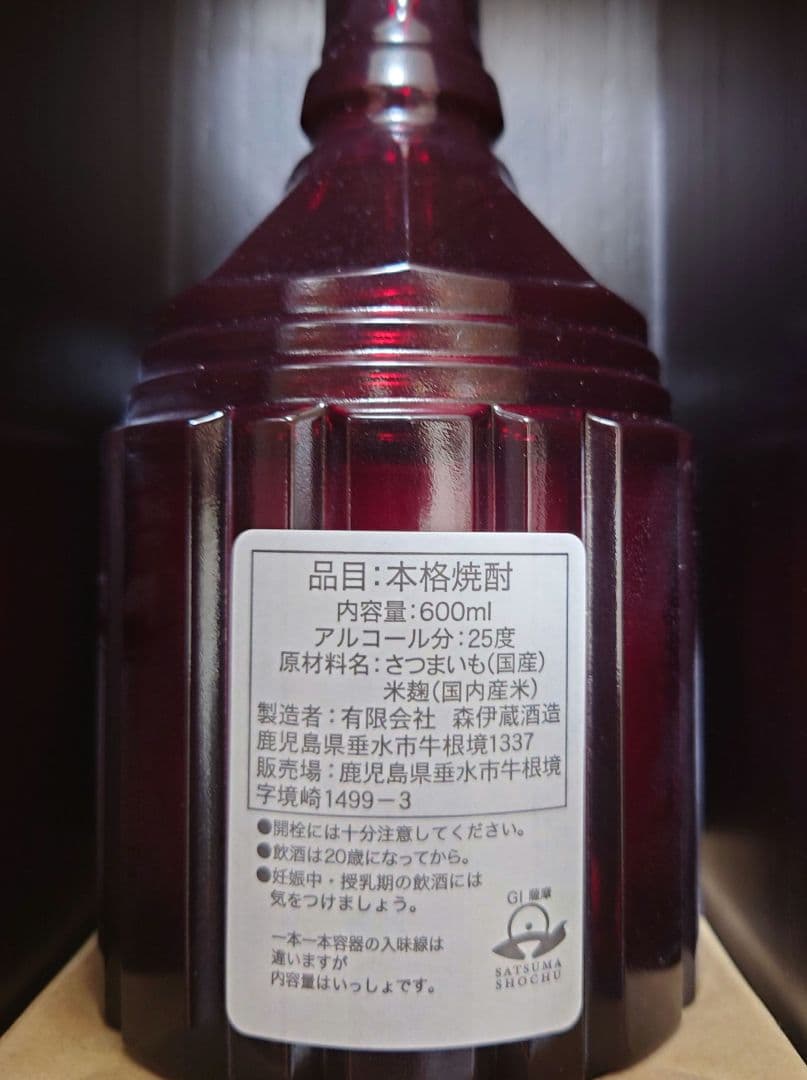 品目：本格焼酎
内容量：600ml
アルコール分：25度
原材料名：さつまいも（国産）
米麹（国内産米）
製造者：有限会社 森伊蔵酒造
鹿児島県垂水市牛根境1337
販売場：鹿児島県垂水市牛根境
字境崎1499－3
●開栓には十分注意してください。
●飲酒は20歳になってから。
●妊娠中・授乳期の飲酒には
気をつけましょう。
一本一本容器の入味線は
違いますが
内容量はいっしょです。
GI 薩摩
SATSUMA
SHOCHU